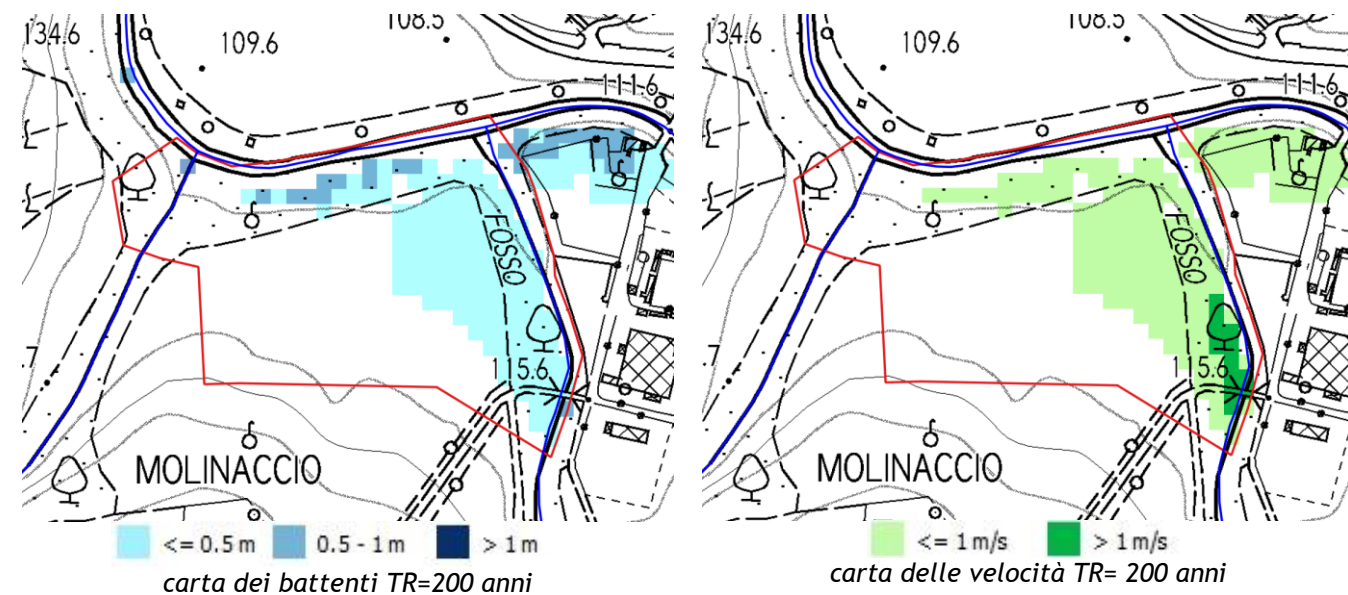 134.6
109.6
108.5
111.6
FOSSO
115.6
MOLINACCIO
<= 0.5 m
0.5 - 1 m
> 1 m
carta dei battenti TR=200 anni
134.6
109.6
108.5
111.6
FOSSO
115.6
MOLINACCIO
<= 1 m/s
> 1 m/s
carta delle velocità TR= 200 anni